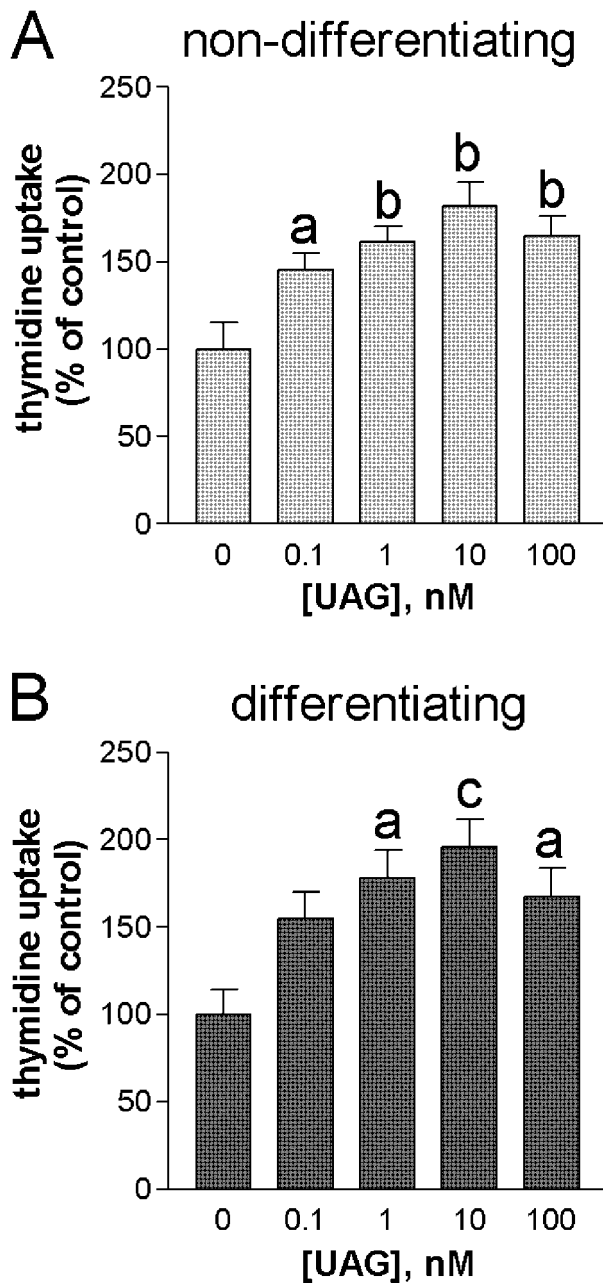 A non-differentiating
250
200
150
100
50
0
thymidine uptake
(% of control)
a
b
b
b
0 0.1 1 10 100
[UAG], nM
B differentiating
250
200
150
100
50
0
thymidine uptake
(% of control)
a
c
a
0 0.1 1 10 100
[UAG], nM